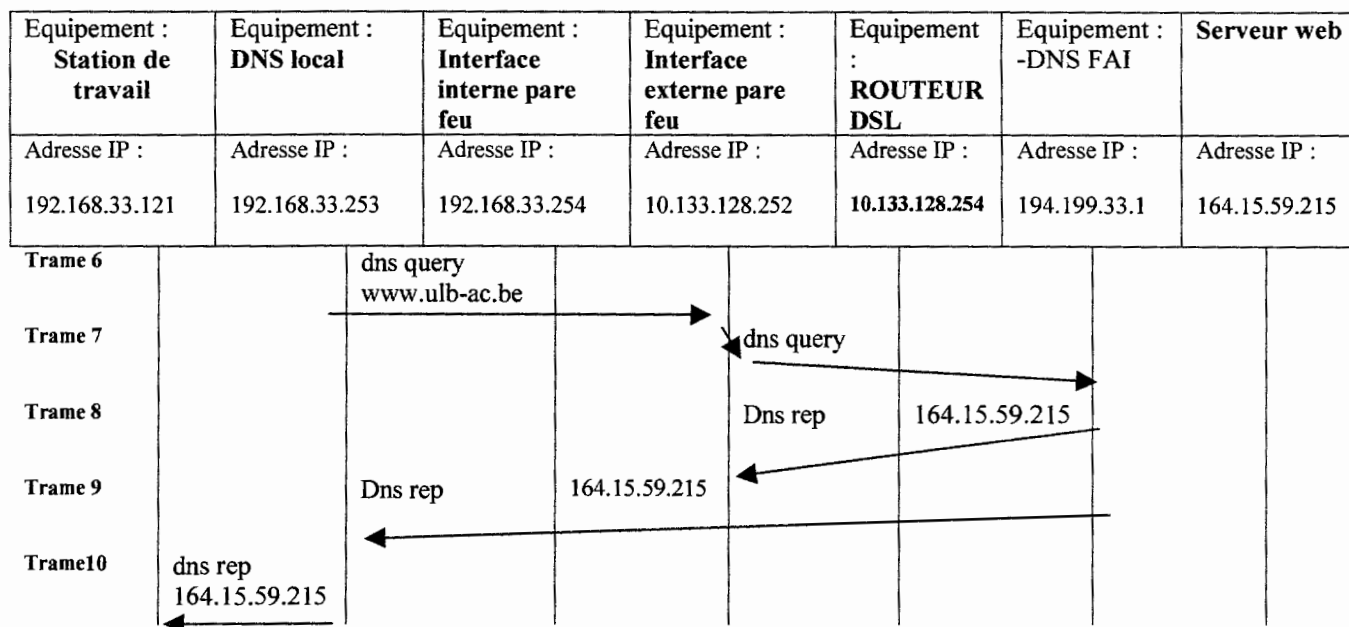 Equipement :
Station de
travail
Equipement :
DNS local
Equipement :
Interface
interne pare
feu
Equipement :
Interface
externe pare
feu
Equipement
:
ROUTEUR
DSL
Equipement :
-DNS FAI
Serveur web
Adresse IP :
192.168.33.121
Adresse IP :
192.168.33.253
Adresse IP :
192.168.33.254
Adresse IP :
10.133.128.252
Adresse IP :
10.133.128.254
Adresse IP :
194.199.33.1
Adresse IP :
164.15.59.215
Trame 6
dns query
www.ulb-ac.be
Trame 7
dns query
Trame 8
Dns rep
164.15.59.215
Trame 9
Dns rep
164.15.59.215
Trame10
dns rep
164.15.59.215